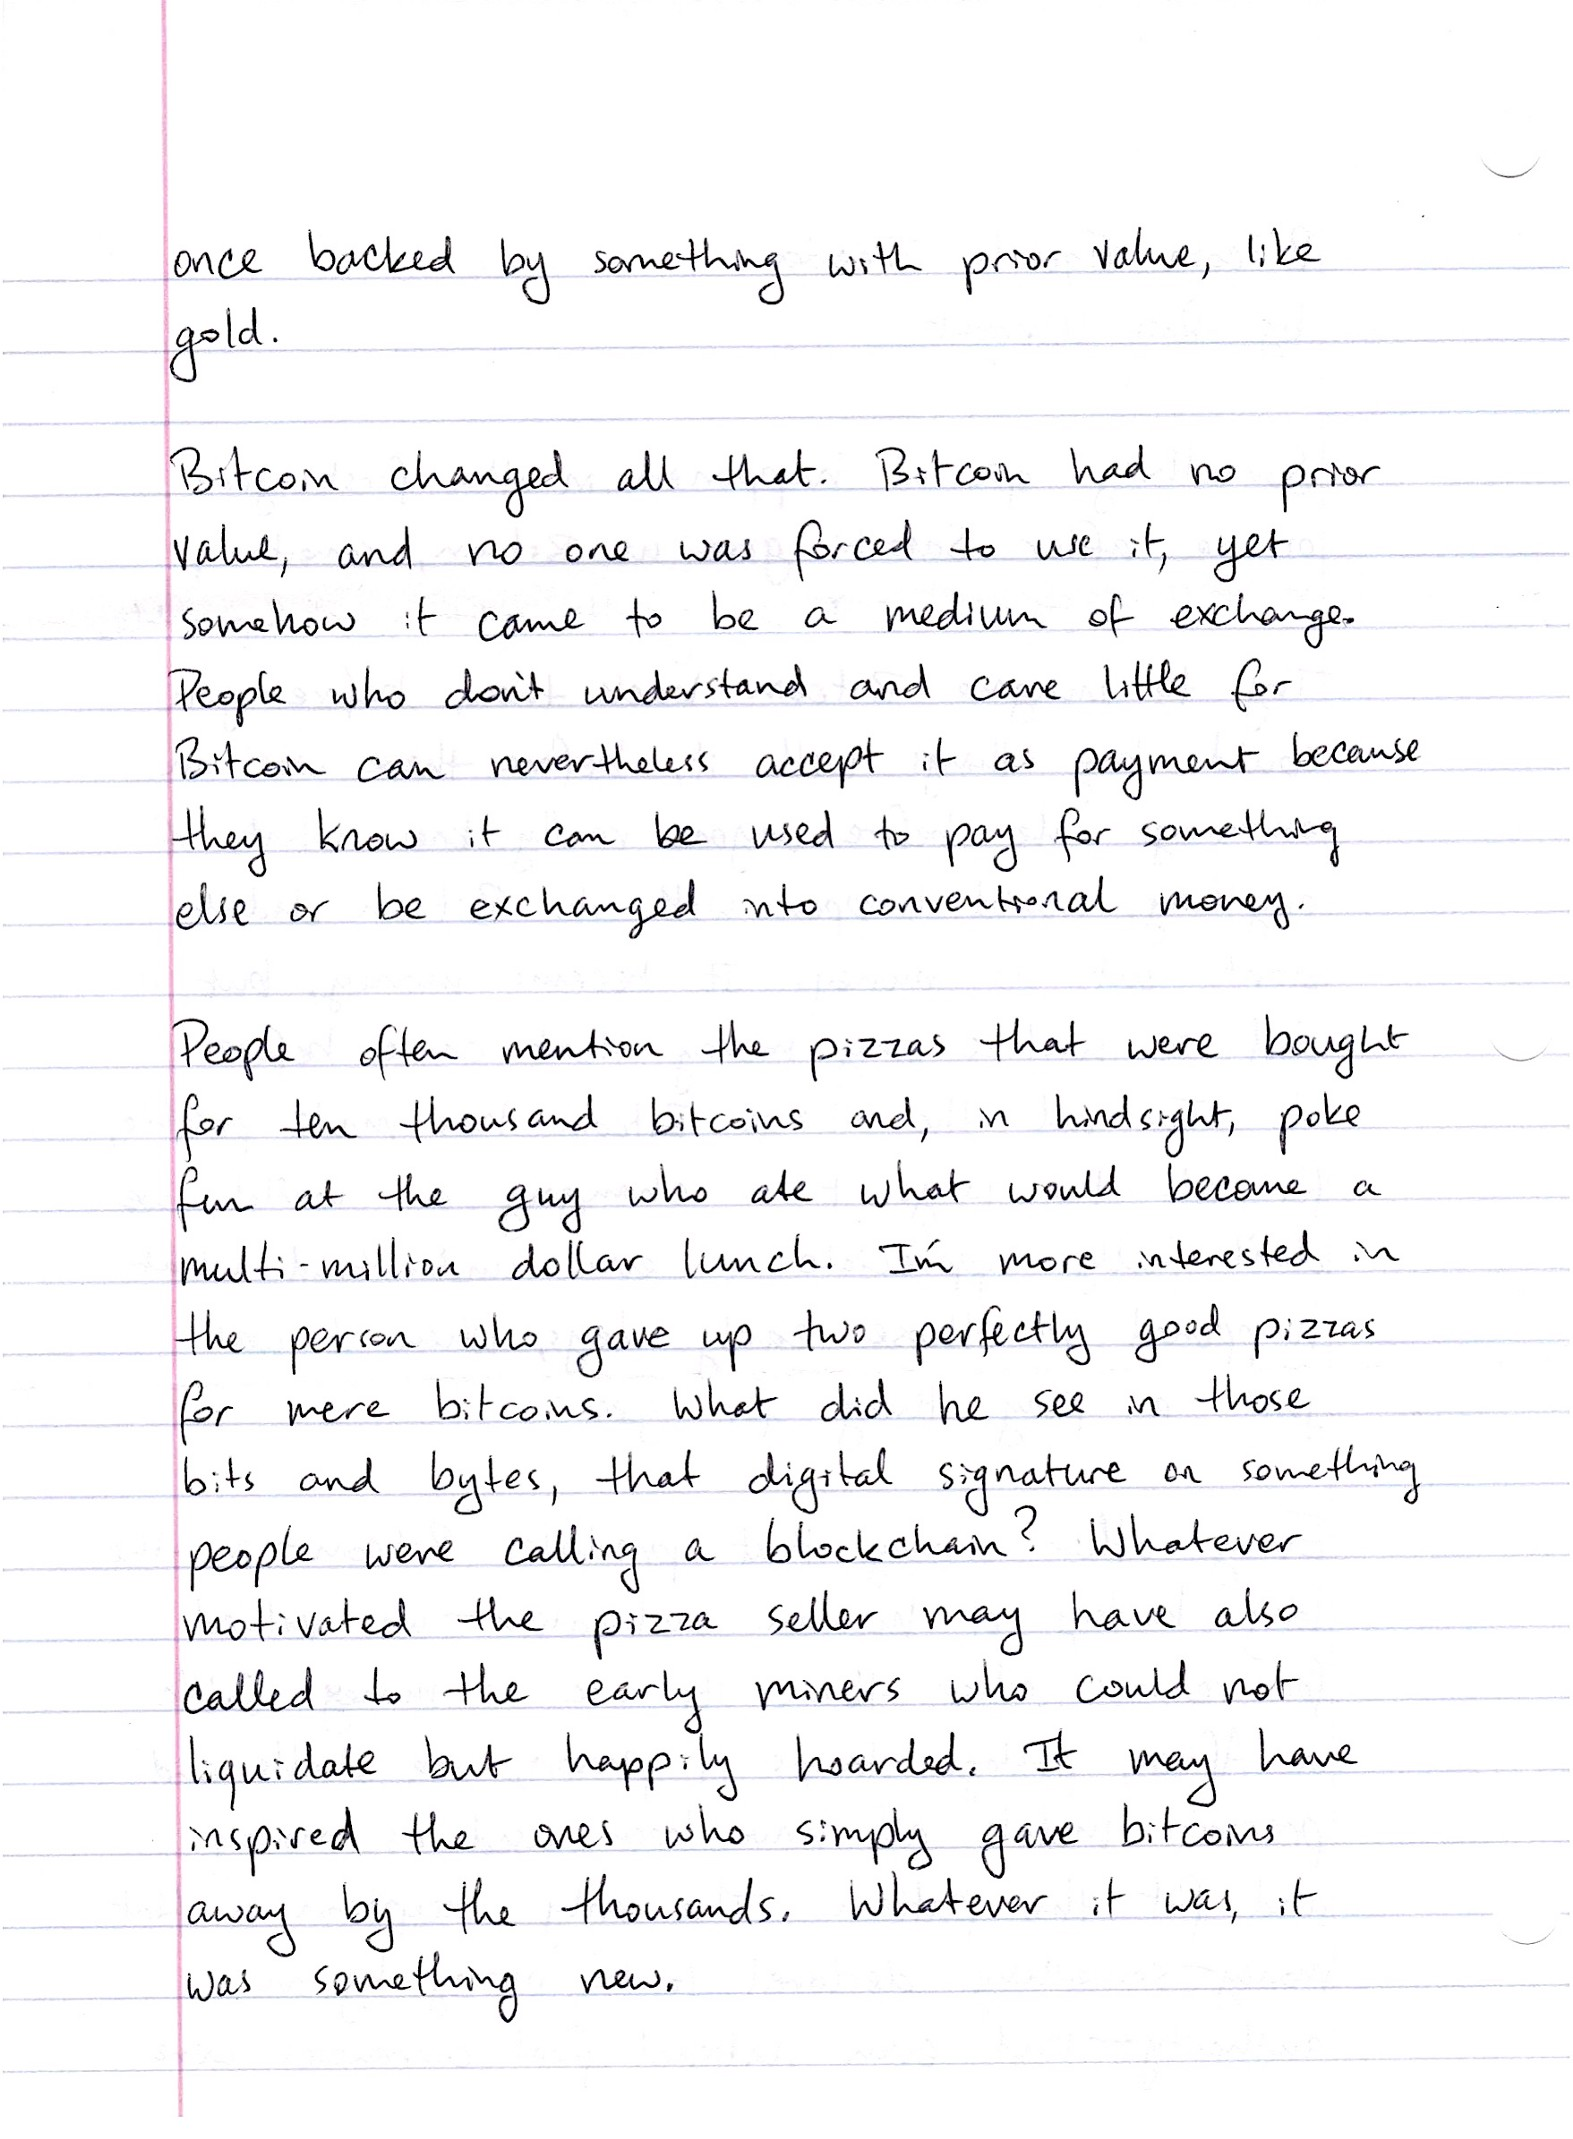 once backed by something with prior value, like
gold.
Bitcoin changed all that. Bitcoin had no prior
value, and no one was forced to use it, yet
somehow it came to be a medium of exchange.
People who don't understand and care little for
Bitcoin can nevertheless accept it as payment because
they know it can be used to pay for something
else or be exchanged into conventional money.
People often mention the pizzas that were bought
for ten thousand bitcoins and, in hindsight, poke
fun at the guy who ate what would become a
multi-million dollar lunch. I'm more interested in
the person who gave up two perfectly good pizzas
for mere bitcoins. What did he see in those
bits and bytes, that digital signature on something
people were calling a blockchain? Whatever
motivated the pizza seller may have also
called to the early miners who could not
liquidate but happily hoarded. It may have
inspired the ones who simply gave bitcoins
away by the thousands. Whatever it was, it
was something new.